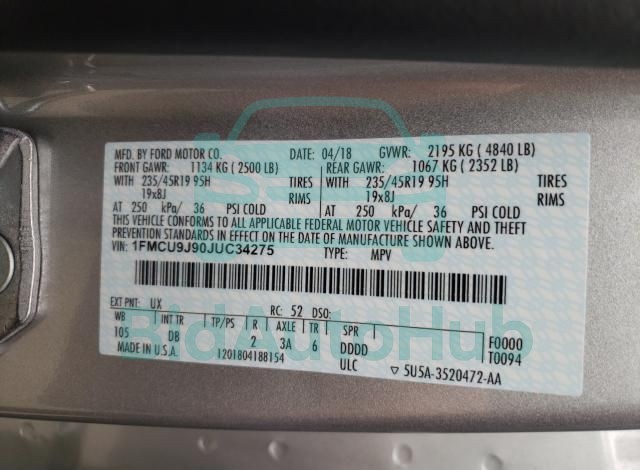 MFD. BY FORD MOTOR CO. DATE: 04/18 GVWR: 2195 KG ( 4840 LB)
FRONT GAWR: 1134 KG ( 2500 LB) REAR GAWR: 1067 KG ( 2352 LB)
WITH 235/45R19 95H TIRES WITH 235/45R19 95H TIRES
19x8J RIMS 19x8J RIMS
AT 250 kPa/ 36 PSI COLD AT 250 kPa/ 36 PSI COLD
THIS VEHICLE CONFORMS TO ALL APPLICABLE FEDERAL MOTOR VEHICLE SAFETY AND THEFT
PREVENTION STANDARDS IN EFFECT ON THE DATE OF MANUFACTURE SHOWN ABOVE.
VIN: 1FMCU9J90JUC34275 TYPE: MPV
EXT PNT: UX RC: 52 DSO:
WB INT TR TP/PS R AXLE TR SPR F0000
105 DB 2 3A 6 DDDD T0094
MADE IN U.S.A. 1201804188154 ULC ▽ 5U5A-3520472-AA
BidAutoHub